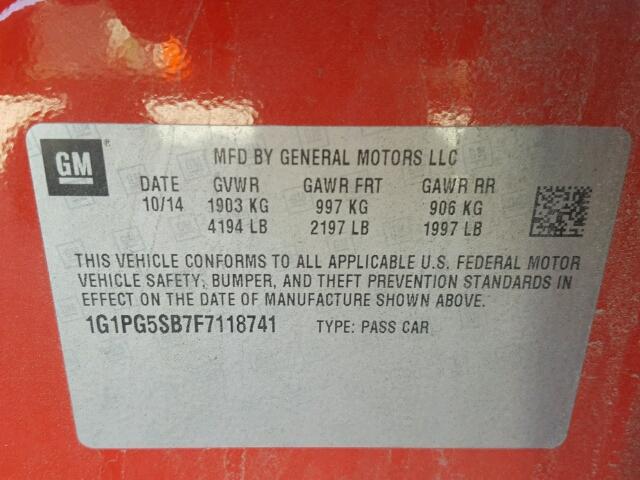 GM®
MFD BY GENERAL MOTORS LLC
DATE GVWR GAWR FRT GAWR RR
10/14 1903 KG 997 KG 906 KG
4194 LB 2197 LB 1997 LB
THIS VEHICLE CONFORMS TO ALL APPLICABLE U.S. FEDERAL MOTOR
VEHICLE SAFETY, BUMPER, AND THEFT PREVENTION STANDARDS IN
EFFECT ON THE DATE OF MANUFACTURE SHOWN ABOVE.
1G1PG5SB7F7118741 TYPE: PASS CAR